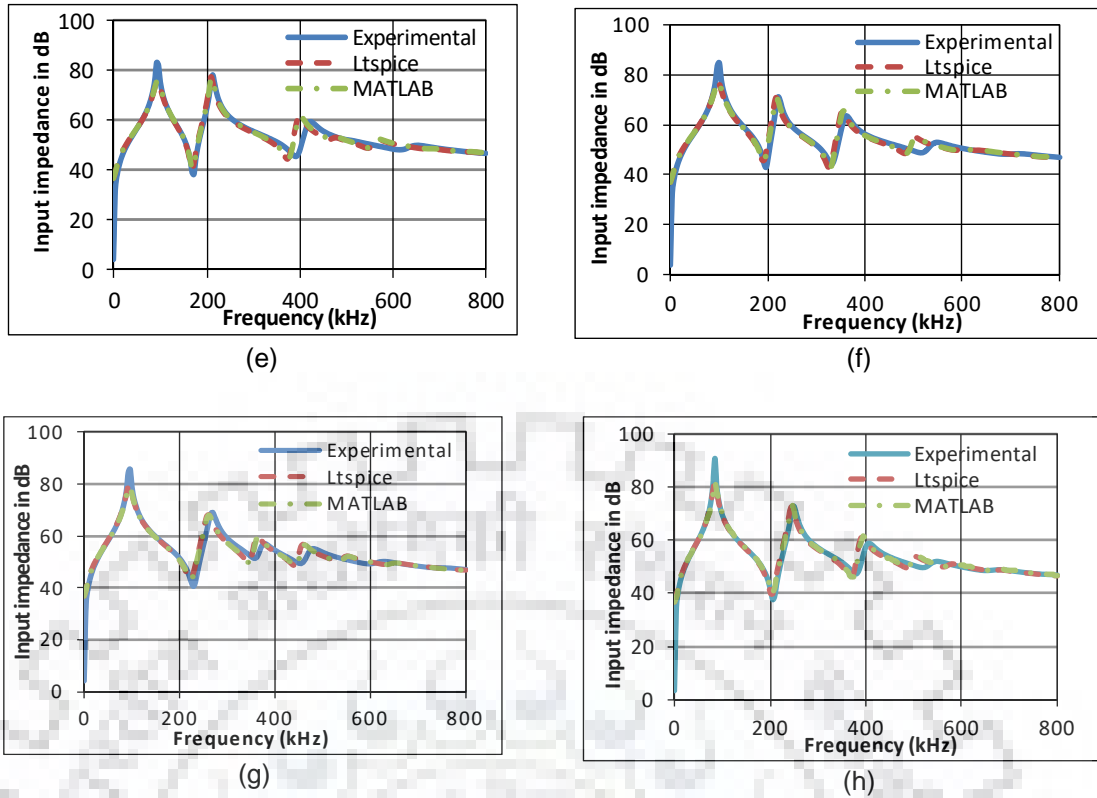 Input impedance in dB
100
80
60
40
20
0
0 200 400 600 800
Frequency (kHz)
Experimental
Ltspice
MATLAB
(e)
Input impedance in dB
100
80
60
40
20
0
0 200 400 600 800
Frequency (kHz)
Experimental
Ltspice
MATLAB
(f)
Input impedance in dB
100
80
60
40
20
0
0 200 400 600 800
Frequency (kHz)
Experimental
Ltspice
MATLAB
(g)
Input impedance in dB
100
80
60
40
20
0
0 200 400 600 800
Frequency (kHz)
Experimental
Ltspice
MATLAB
(h)